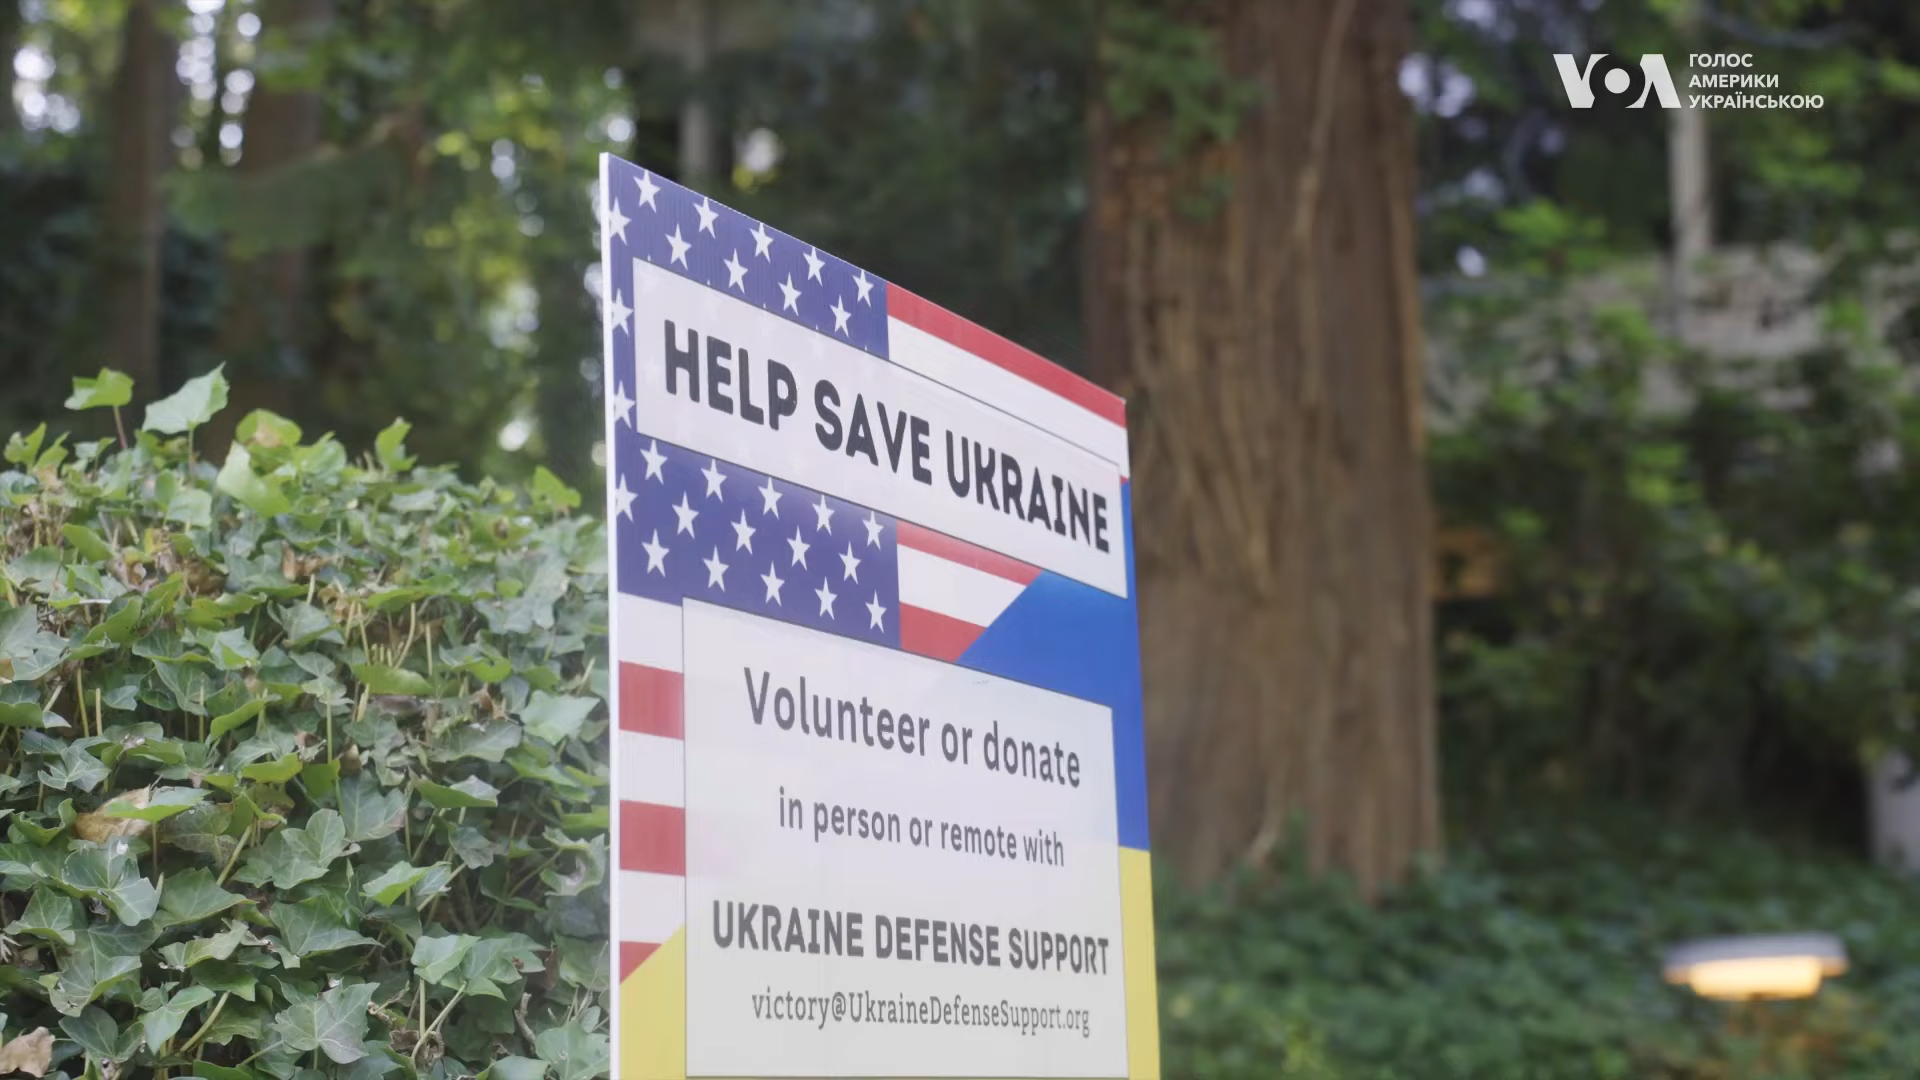 VOA
ГОЛОС
АМЕРИКИ
УКРАЇНСЬКОЮ
HELP SAVE UKRAINE
Volunteer or donate
in person or remote with
UKRAINE DEFENSE SUPPORT
victory@UkraineDefenseSupport.org